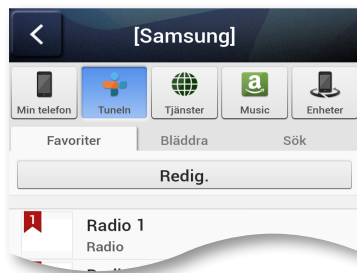 [Samsung]
Min telefon TuneIn Tjänster Music Enheter
Favoriter Bläddra Sök
Redig.
1
Radio 1
Radio